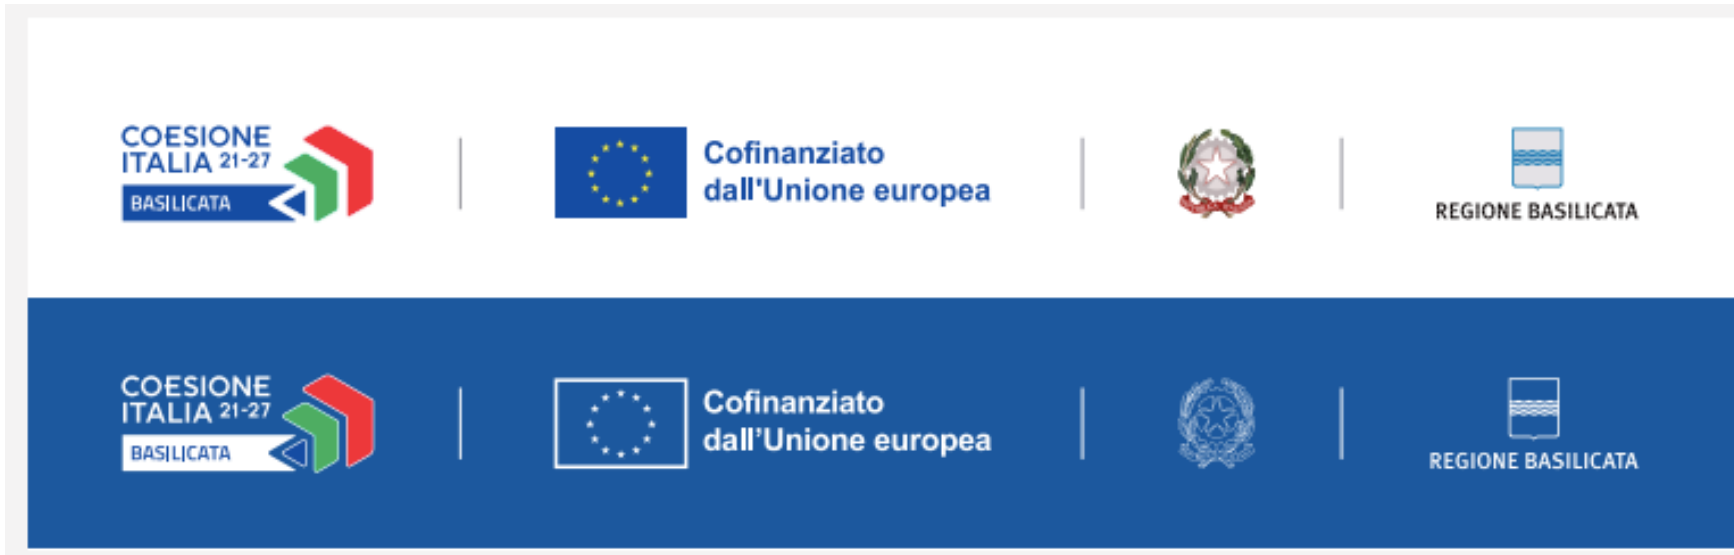 COESIONE
ITALIA 21-27
BASILICATA
Cofinanziato
dall'Unione europea
REGIONE BASILICATA
COESIONE
ITALIA 21-27
BASILICATA
Cofinanziato
dall’Unione europea
REGIONE BASILICATA